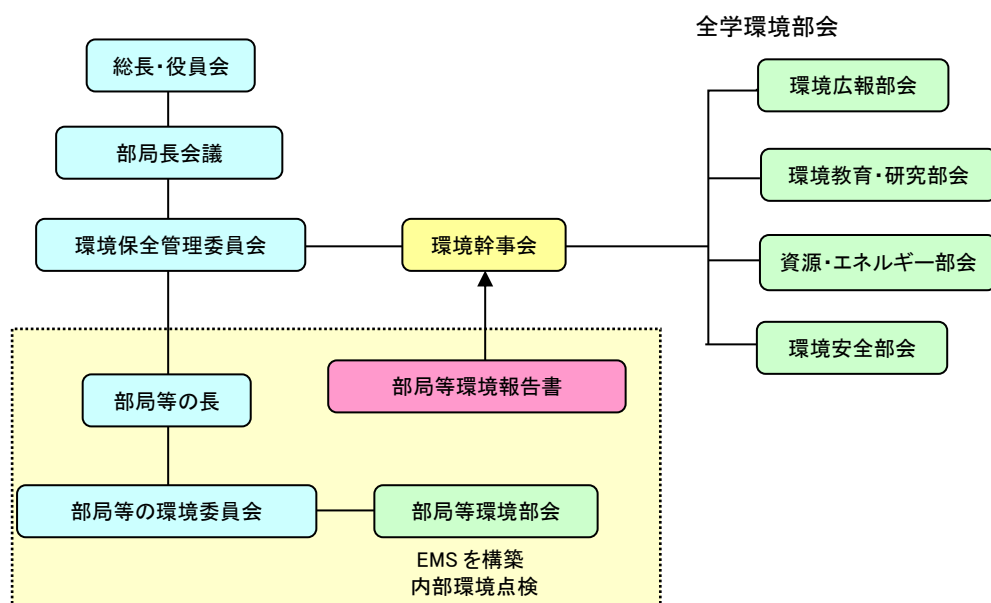 全学環境部会
総長・役員会
環境広報部会
部局長会議
環境教育・研究部会
環境保全管理委員会
環境幹事会
資源・エネルギー部会
環境安全部会
部局等環境報告書
部局等の長
部局等の環境委員会
部局等環境部会
EMSを構築
内部環境点検